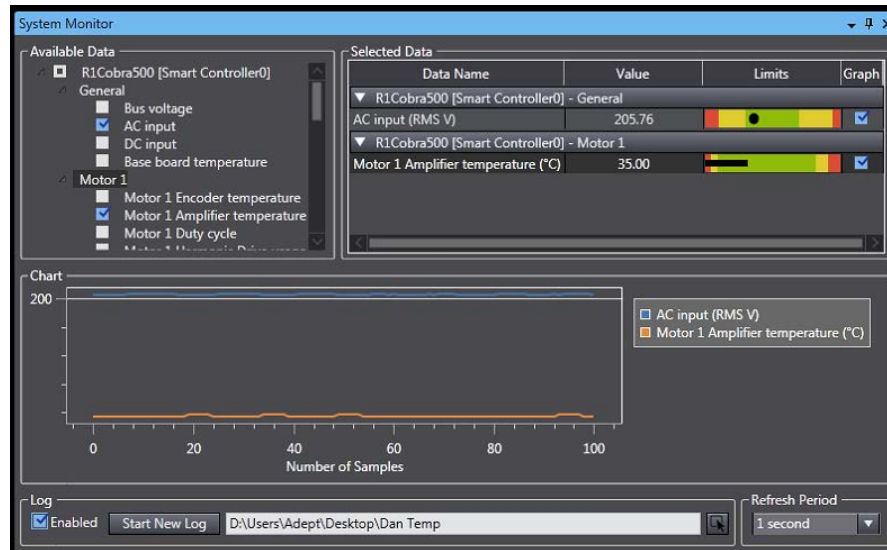 System Monitor
Available Data
R1Cobra500 [Smart Controller0]
General
Bus voltage
AC input
DC input
Base board temperature
Motor 1
Motor 1 Encoder temperature
Motor 1 Amplifier temperature
Motor 1 Duty cycle
Selected Data
Data Name Value Limits Graph
R1Cobra500 [Smart Controller0] - General
AC input (RMS V) 205.76
R1Cobra500 [Smart Controller0] - Motor 1
Motor 1 Amplifier temperature (°C) 35.00
Chart
200
0 20 40 60 80 100
Number of Samples
AC input (RMS V)
Motor 1 Amplifier temperature (°C)
Log
Enabled Start New Log D:\Users\Adept\Desktop\Dan Temp
Refresh Period
1 second